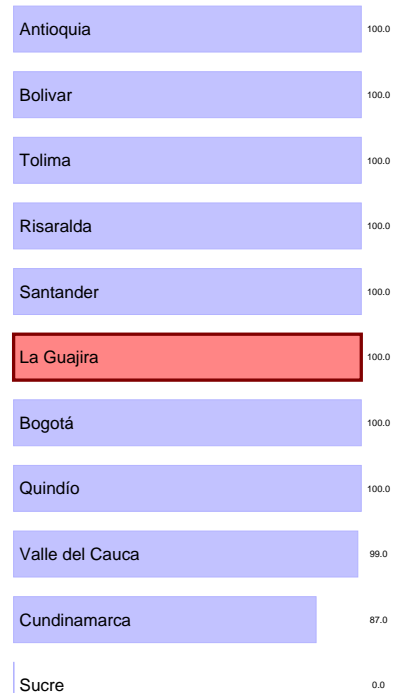 Antioquia 100.0
Bolivar 100.0
Tolima 100.0
Risaralda 100.0
Santander 100.0
La Guajira 100.0
Bogotá 100.0
Quindío 100.0
Valle del Cauca 99.0
Cundinamarca 87.0
Sucre 0.0